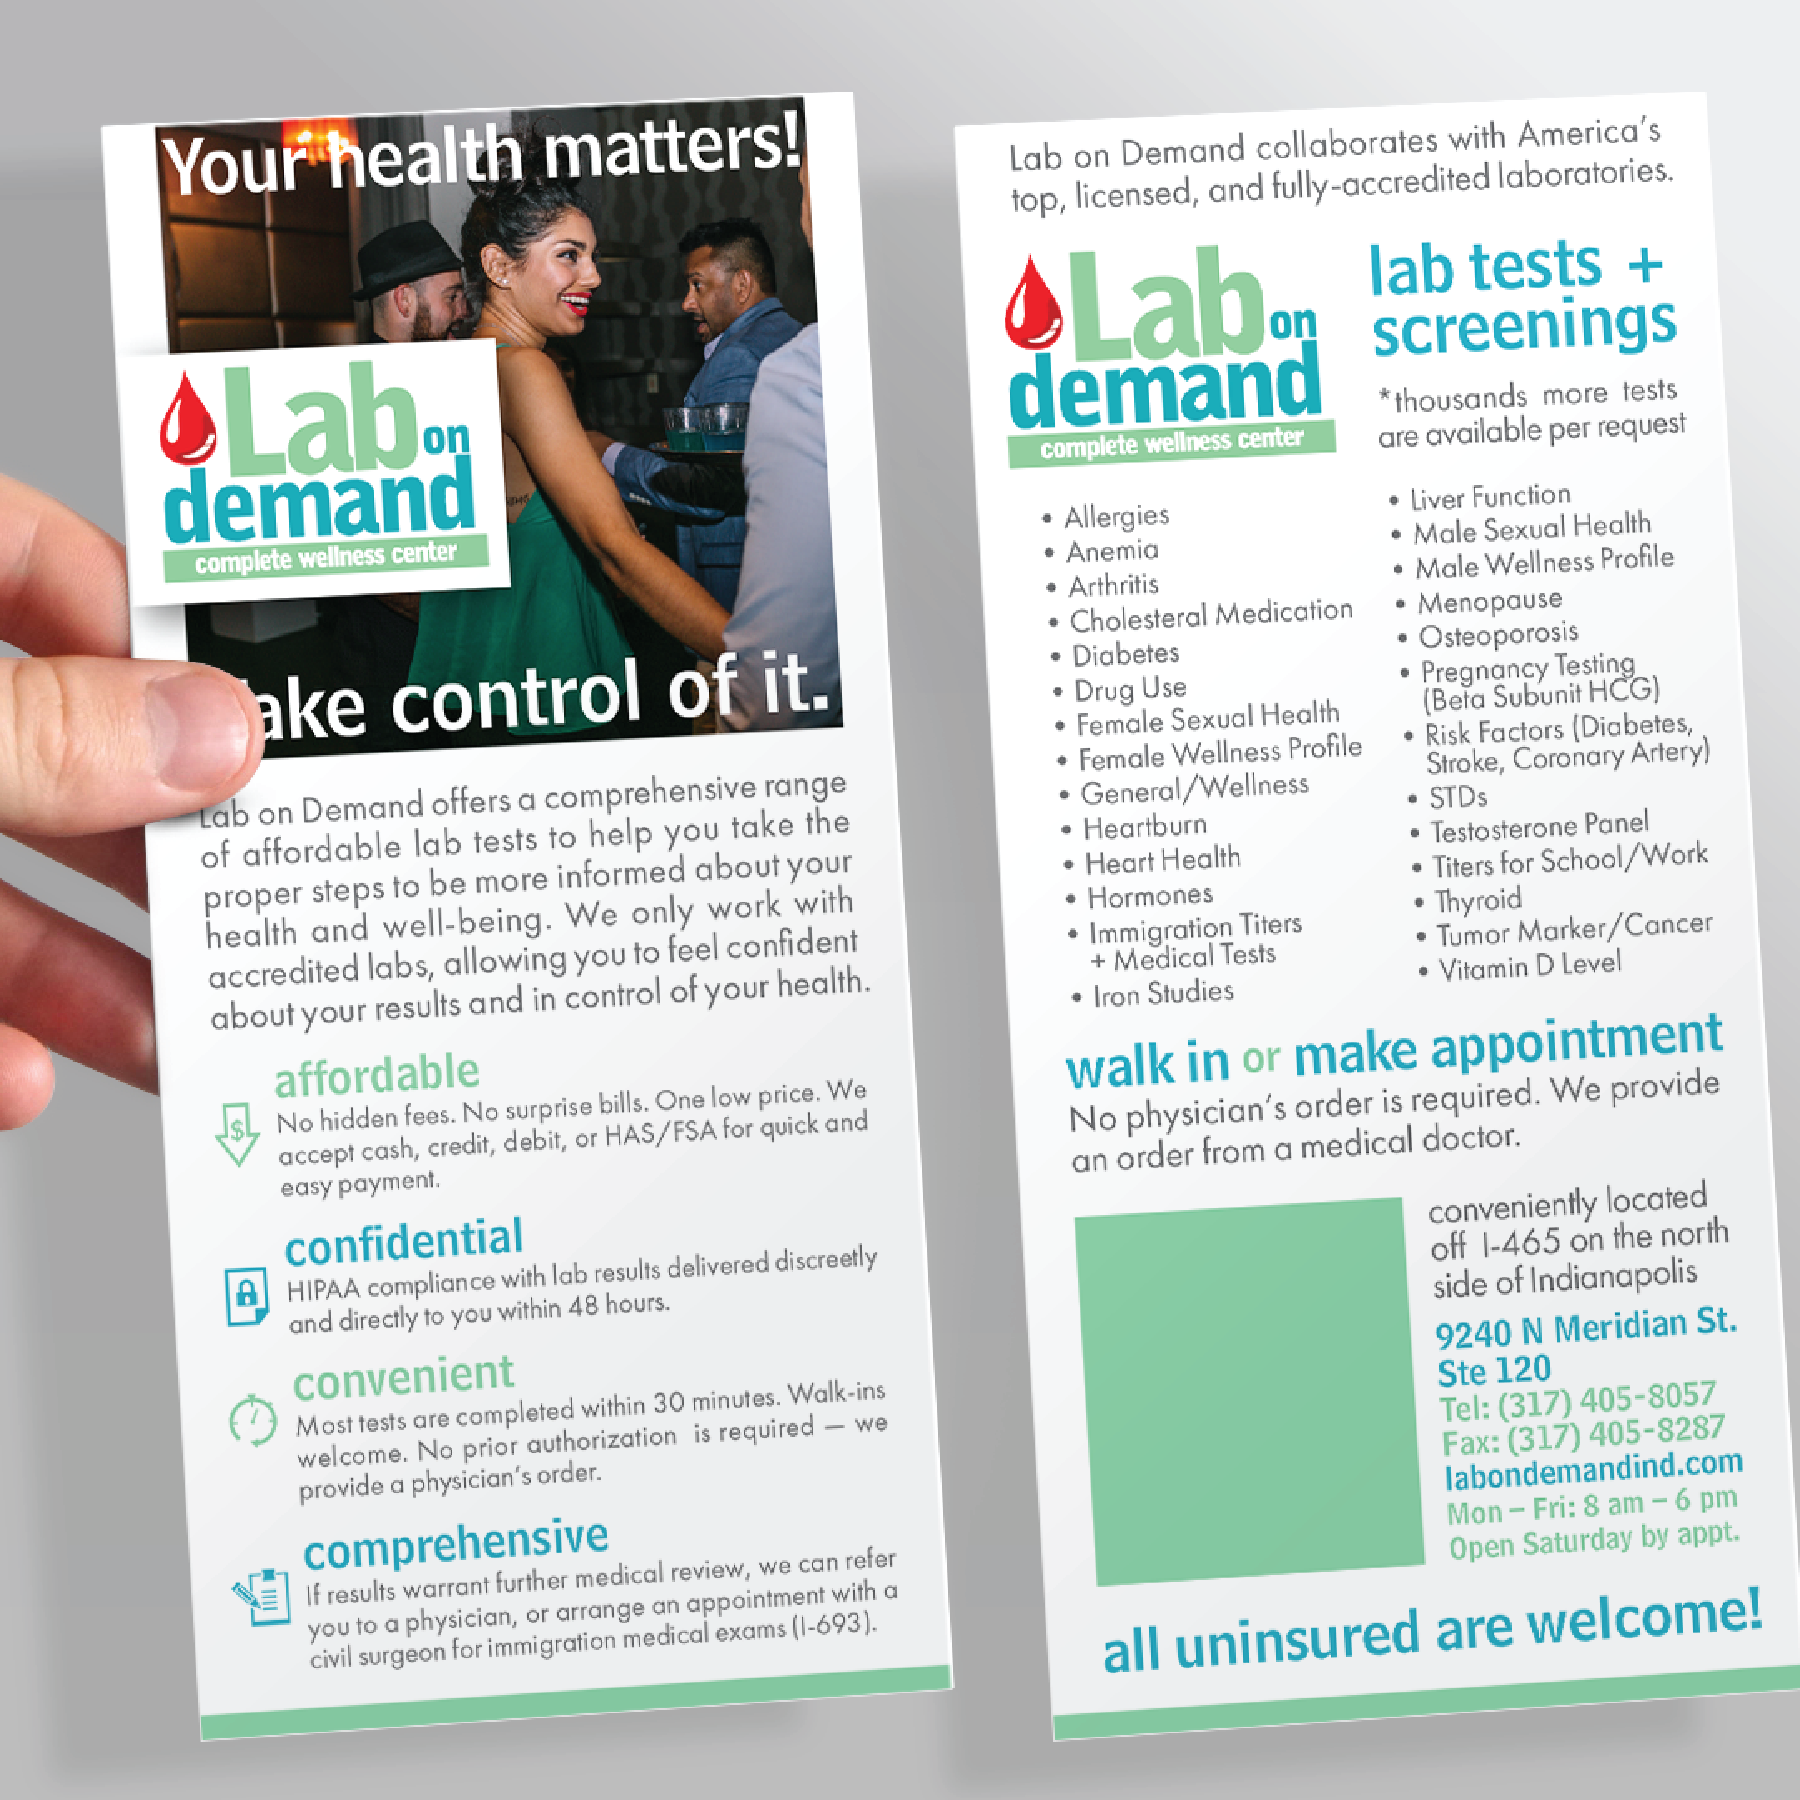 Your health matters!
Lab on
demand
complete wellness center
ake control of it.
Lab on Demand offers a comprehensive range
of affordable lab tests to help you take the
proper steps to be more informed about your
health and well-being. We only work with
accredited labs, allowing you to feel confident
about your results and in control of your health.
affordable
No hidden fees. No surprise bills. One low price. We
accept cash, credit, debit, or HAS/FSA for quick and
easy payment.
confidential
HIPAA compliance with lab results delivered discreetly
and directly to you within 48 hours.
convenient
Most tests are completed within 30 minutes. Walk-ins
welcome. No prior authorization is required — we
provide a physician's order.
comprehensive
If results warrant further medical review, we can refer
you to a physician, or arrange an appointment with a
civil surgeon for immigration medical exams (I-693).
Lab on Demand collaborates with America's
top, licensed, and fully-accredited laboratories.
Lab on
demand
complete wellness center
lab tests +
screenings
*thousands more tests
are available per request
• Allergies
• Anemia
• Arthritis
• Cholesteral Medication
• Diabetes
• Drug Use
• Female Sexual Health
• Female Wellness Profile
• General/Wellness
• Heartburn
• Heart Health
• Hormones
• Immigration Titers
+ Medical Tests
• Iron Studies
• Liver Function
• Male Sexual Health
• Male Wellness Profile
• Menopause
• Osteoporosis
• Pregnancy Testing
(Beta Subunit HCG)
• Risk Factors (Diabetes,
Stroke, Coronary Artery)
• STDs
• Testosterone Panel
• Titers for School/Work
• Thyroid
• Tumor Marker/Cancer
• Vitamin D Level
walk in or make appointment
No physician's order is required. We provide
an order from a medical doctor.
conveniently located
off I-465 on the north
side of Indianapolis
9240 N Meridian St.
Ste 120
Tel: (317) 405-8057
Fax: (317) 405-8287
labondemandind.com
Mon – Fri: 8 am – 6 pm
Open Saturday by appt.
all uninsured are welcome!